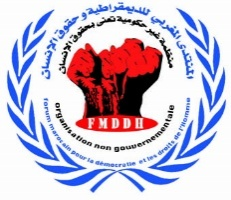 المنتدى المغربي للديمقراطية و حقوق الإنسان
منظمة غير حكومية تعنى بحقوق الإنسان
FMDDH
organisation non gouvernementale
forum marocain pour la démocratie et les droits de l'Homme